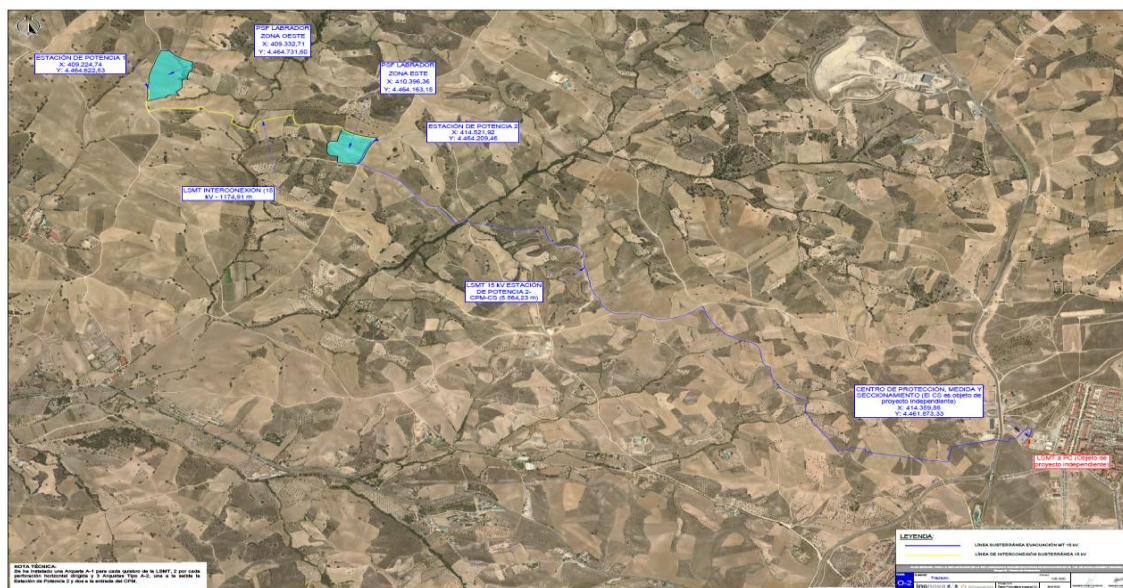 PSF LABRADOR
ZONA OESTE
X: 409.332,71
Y: 4.464.731,60
ESTACIÓN DE POTENCIA 1
X: 409.224,74
Y: 4.464.622,53
PSF LABRADOR
ZONA ESTE
X: 410.396,36
Y: 4.464.163,15
ESTACIÓN DE POTENCIA 2
X: 414.521,92
Y: 4.464.209,46
LSMT INTERCONEXIÓN (15
kV - 1174,91 m
LSMT 15 kV ESTACIÓN
DE POTENCIA 2-
CPM-CS (5.564,23 m)
CENTRO DE PROTECCIÓN, MEDIDA Y
SECCIONAMIENTO (El CS es objeto de
proyecto independiente)
X: 414.359,88
Y: 4.461.673,33
LSMT a PC (Objeto de
proyecto independiente)
LEYENDA:
LÍNEA SUBTERRÁNEA EVACUACIÓN MT 15 kV
LÍNEA DE INTERCONEXIÓN SUBTERRÁNEA 15 kV
NOTA TÉCNICA:
Se ha instalado una Arqueta A-1 para cada quiebro de la LSMT, 2 por cada
perforación horizontal dirigida y 3 Arquetas Tipo A-2, una a la salida la
Estación de Potencia 2 y dos a la entrada del CPM.
O-2